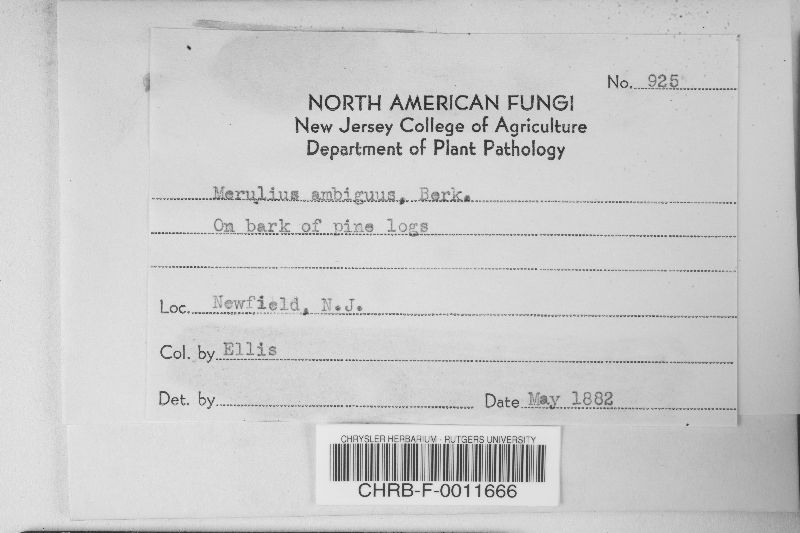 No. 925
NORTH AMERICAN FUNGI
New Jersey College of Agriculture
Department of Plant Pathology
Merulius ambiguus, Berk.
On bark of pine logs
Loc. Newfield, N.J.
Col. by Ellis
Det. by
Date May 1882
CHRYSLER HERBARIUM - RUTGERS UNIVERSITY
CHRB-F-0011666